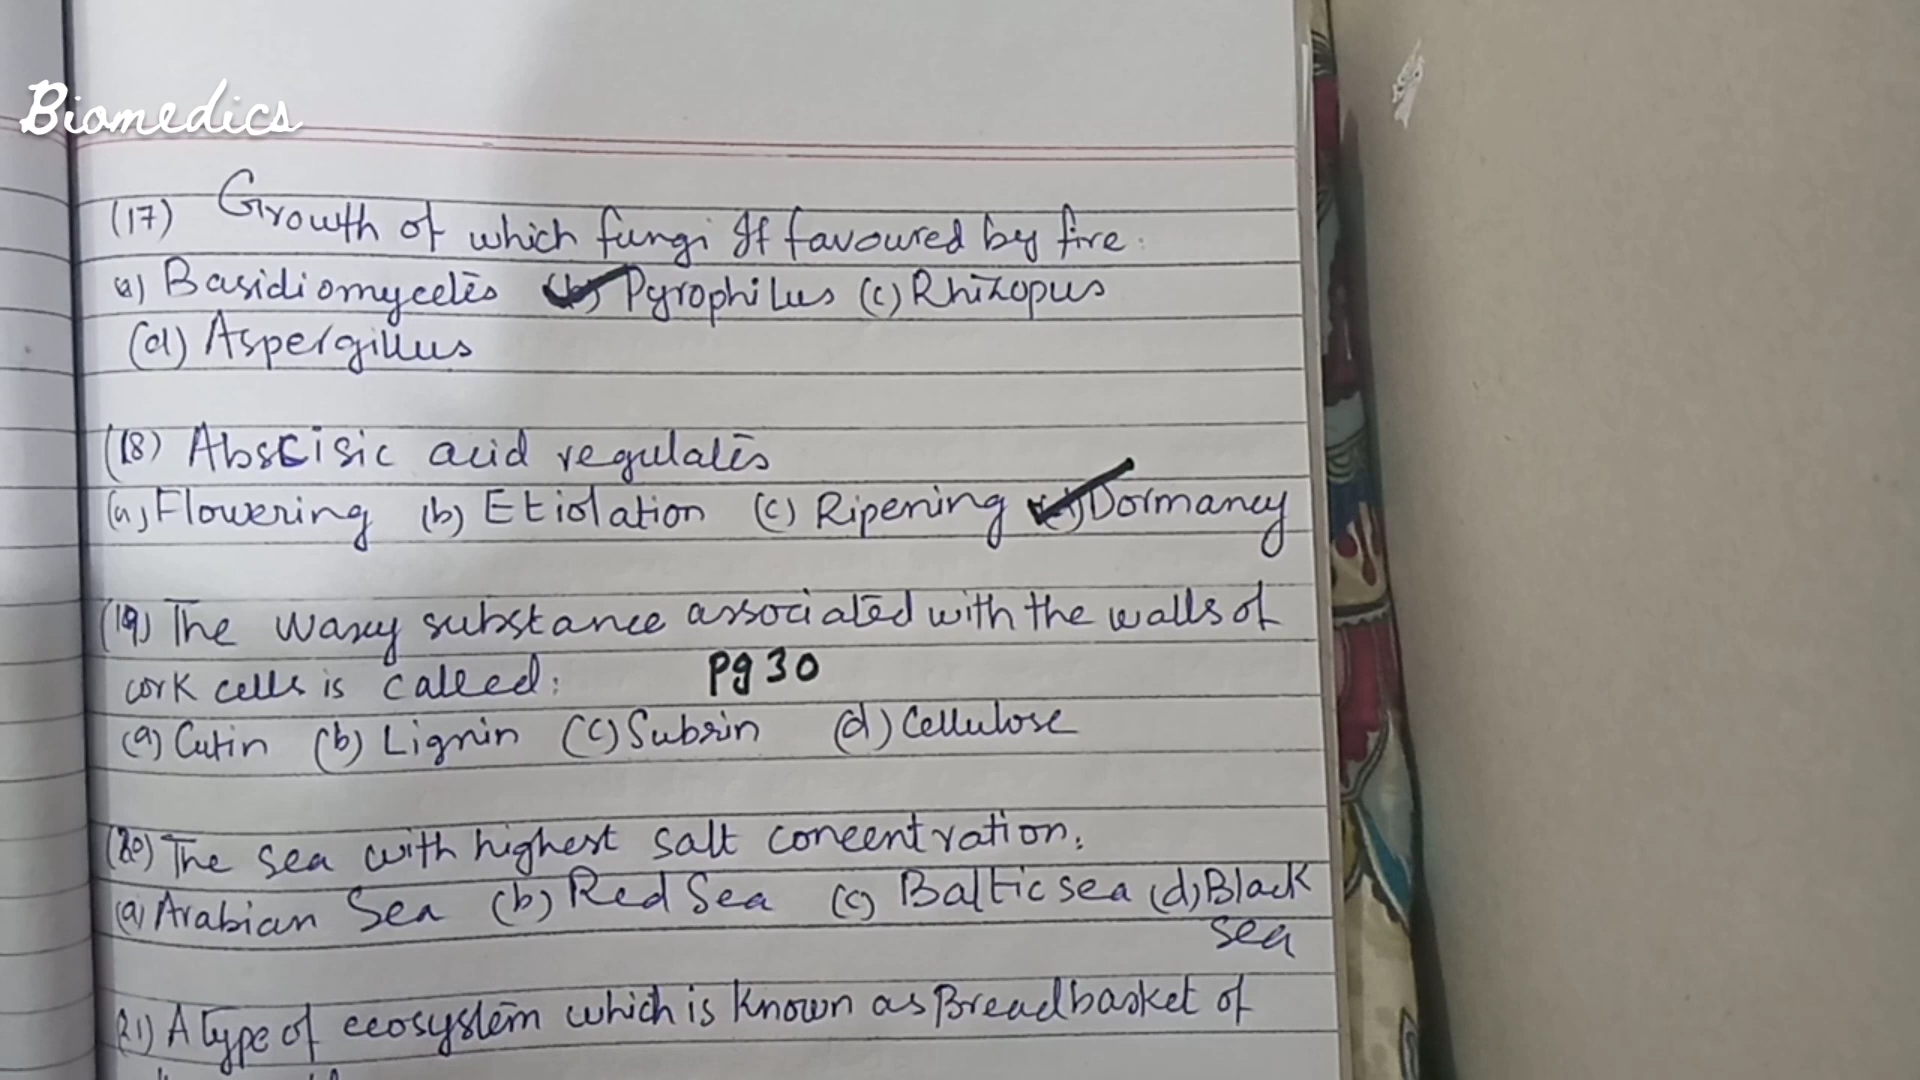 Biomedics
(17) Growth of which fungi If favoured by fire.
(a) Basidiomycetes (b) Pyrophilus (c) Rhizopus
(d) Aspergillus
(18) Abscisic acid regulates
(a) Flowering (b) Etiolation (c) Ripening (d) Dormancy
(19) The waxy substance associated with the walls of
cork cells is called: Pg 30
(a) Cutin (b) Lignin (c) Subrin (d) Cellulose
(20) The sea with highest salt concentration.
(a) Arabian Sea (b) Red Sea (c) Baltic sea (d) Black
sea
21) A type of ecosystem which is known as Breadbasket of